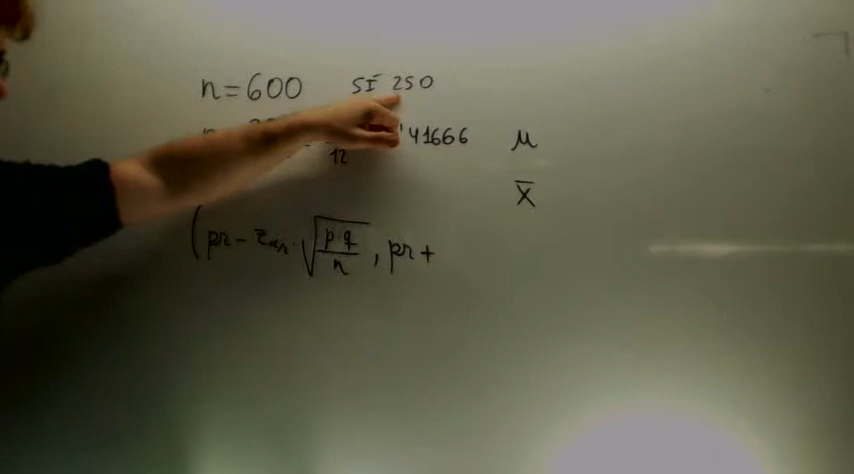 n=600 SÍ 250
12 '41666 μ
x̄
(pr - z_{α/2} · √(p·q/n) , pr +